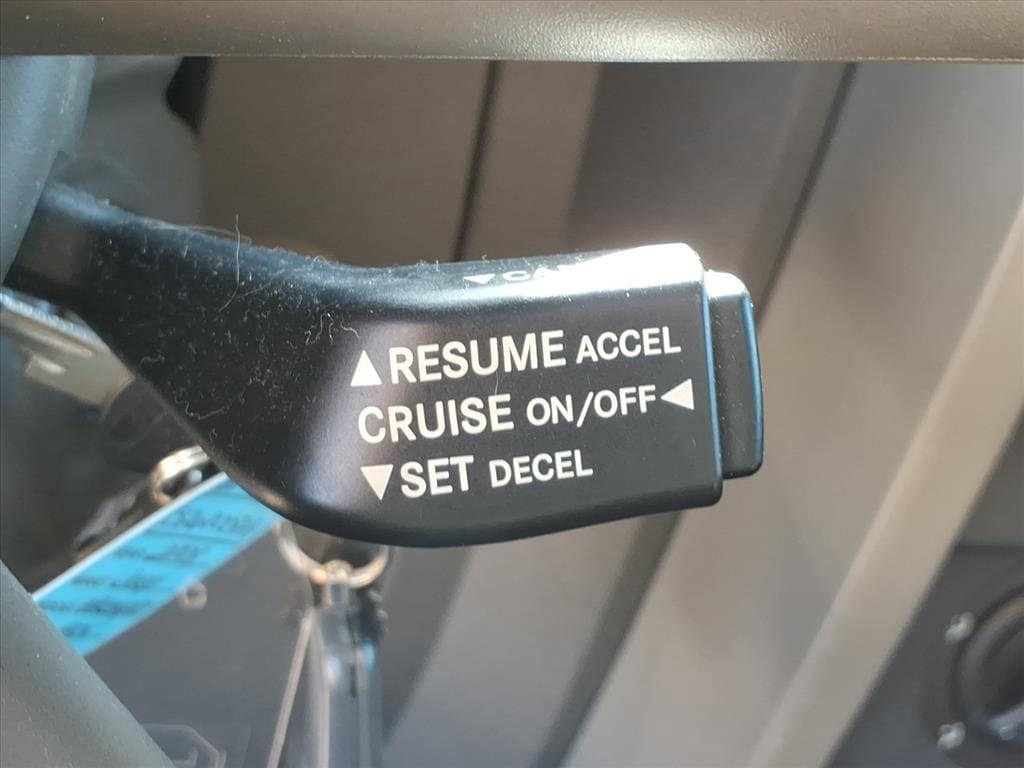 ▲RESUME ACCEL
CRUISE ON/OFF◀
▼SET DECEL